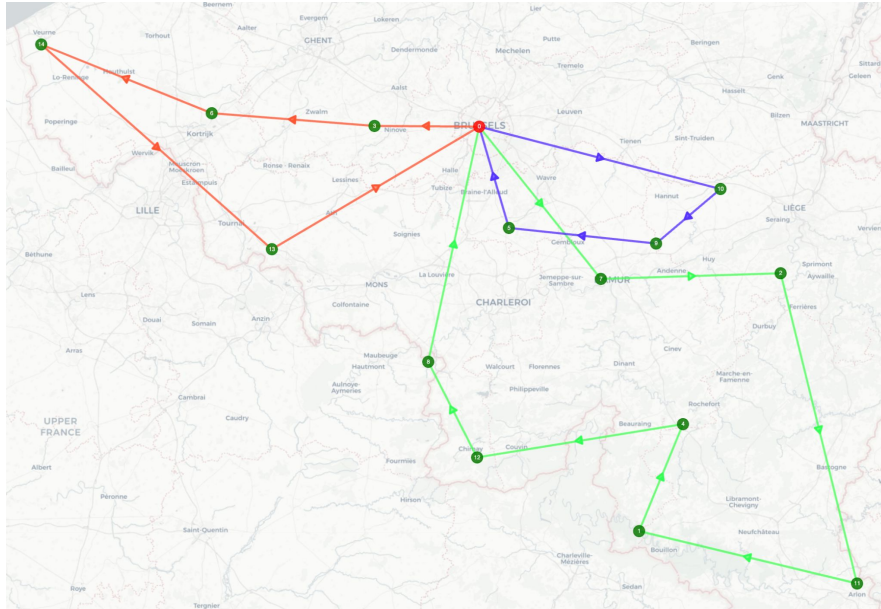 Beernem
Evergem
Lokeren
Lier
Veurne
Torhout
Aalter
GHENT
Putte
Beringen
14
Dendermonde
Mechelen
Tremelo
Sittard
Genk
Geleen
Lo-Reninge
Houthulst
Aalst
Hasselt
6
Zwalm
Leuven
Bilzen
Poperinge
Kortrijk
3
Ninove
0
MAASTRICHT
Tienen
Sint-Truiden
Wervik
Bailleul
Mouscron -
Moeskroen
Ronse - Renaix
Halle
Wavre
Estaimpuis
Lessines
Tubize
Braine-l'Alleud
10
Hannut
LILLE
Ath
LIÈGE
Tournai
Seraing
Soignies
5
Verviers
Béthune
13
Gembloux
9
Huy
Sprimont
La Louvière
Jemeppe-sur-
Sambre
7
Andenne
2
Aywaille
Lens
MONS
CHARLEROI
Ferrières
Colfontaine
Douai
Somain
Anzin
Durbuy
Arras
Maubeuge
Hautmont
8
Walcourt
Florennes
Dinant
Ciney
Marche-en-
Famenne
Aulnoye-
Aymeries
Philippeville
Cambrai
Rochefort
UPPER
FRANCE
Caudry
Beauraing
4
Chimay
Couvin
12
Albert
Fourmies
Bastogne
Péronne
Hirson
Libramont-
Chevigny
Saint-Quentin
1
Neufchâteau
Bouillon
Charleville-
Mézières
Roye
Sedan
11
Arlon
Tergnier